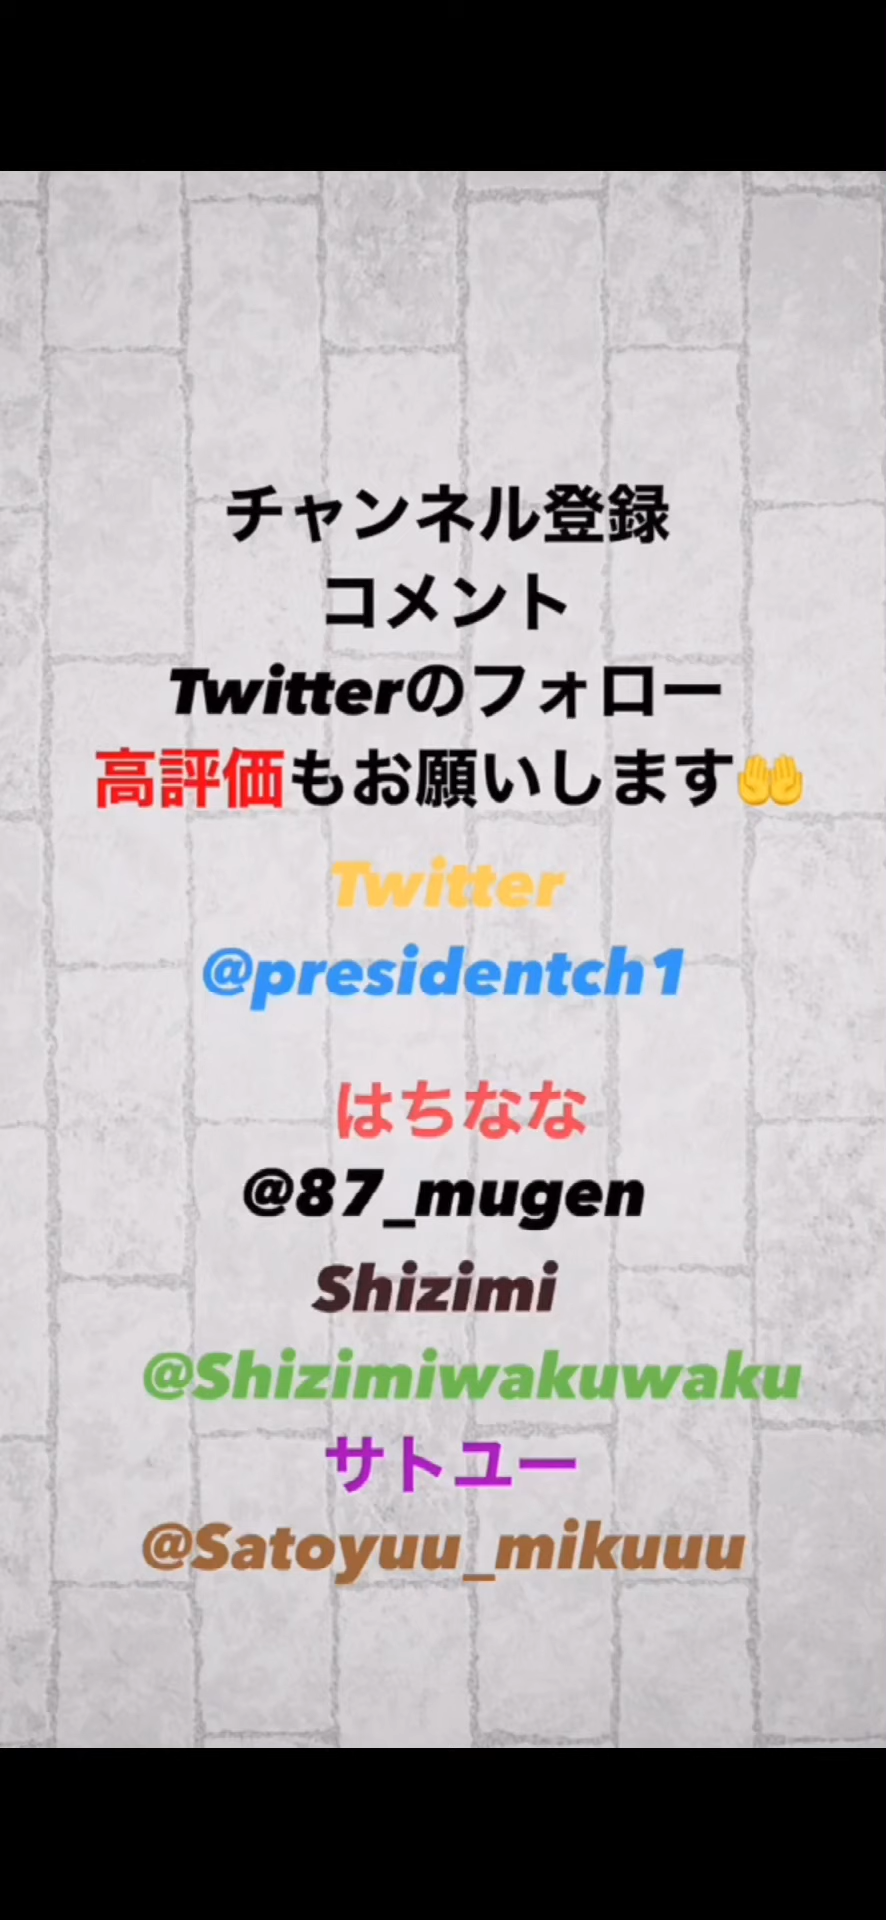 チャンネル登録
コメント
Twitterのフォロー
高評価もお願いします🤲
Twitter
@presidentch1
はちなな
@87_mugen
Shizimi
@Shizimiwakuwaku
サトユー
@Satoyuu_mikuuu